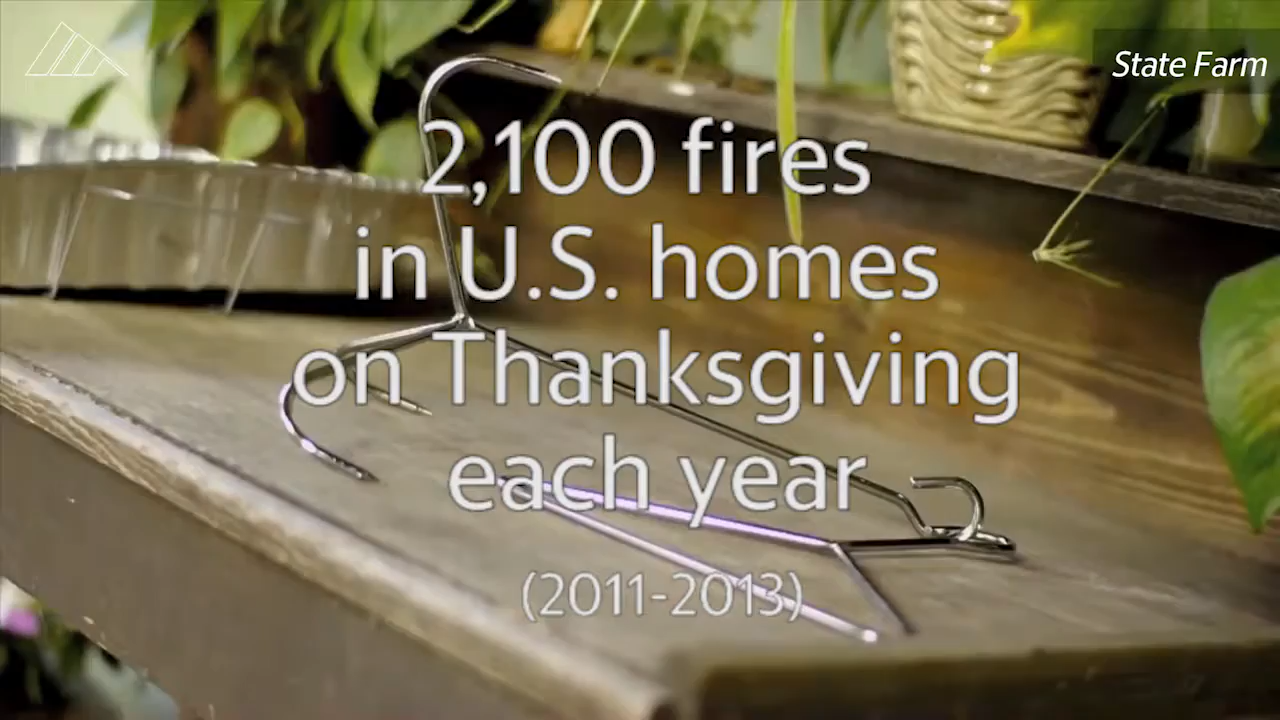 State Farm
2,100 fires
in U.S. homes
on Thanksgiving
each year
(2011-2013)